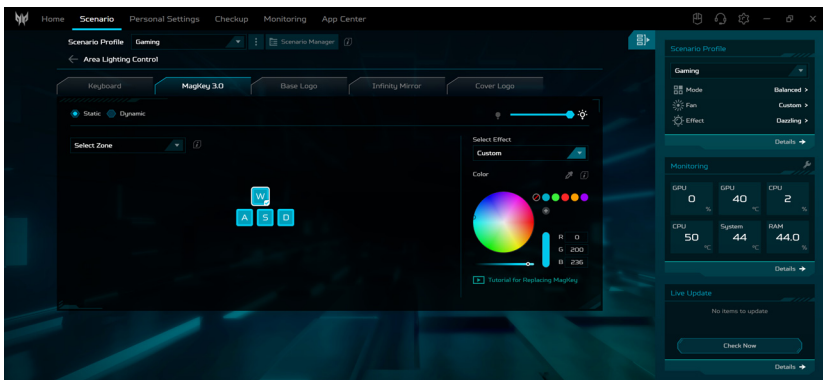 Home Scenario Personal Settings Checkup Monitoring App Center
Scenario Profile Gaming Scenario Manager
Area Lighting Control
Keyboard MagKey 3.0 Base Logo Infinity Mirror Cover Logo
Static Dynamic
Select Zone
W
A S D
Select Effect
Custom
Color
R 0
G 200
B 236
Tutorial for Replacing MagKey
Scenario Profile
Gaming
Mode Balanced >
Fan Custom >
Effect Dazzling >
Details →
Monitoring
GPU GPU CPU
0 % 40 °C 2 %
CPU System RAM
50 °C 44 °C 44.0 %
Details →
Live Update
No items to update
Check Now
Details →